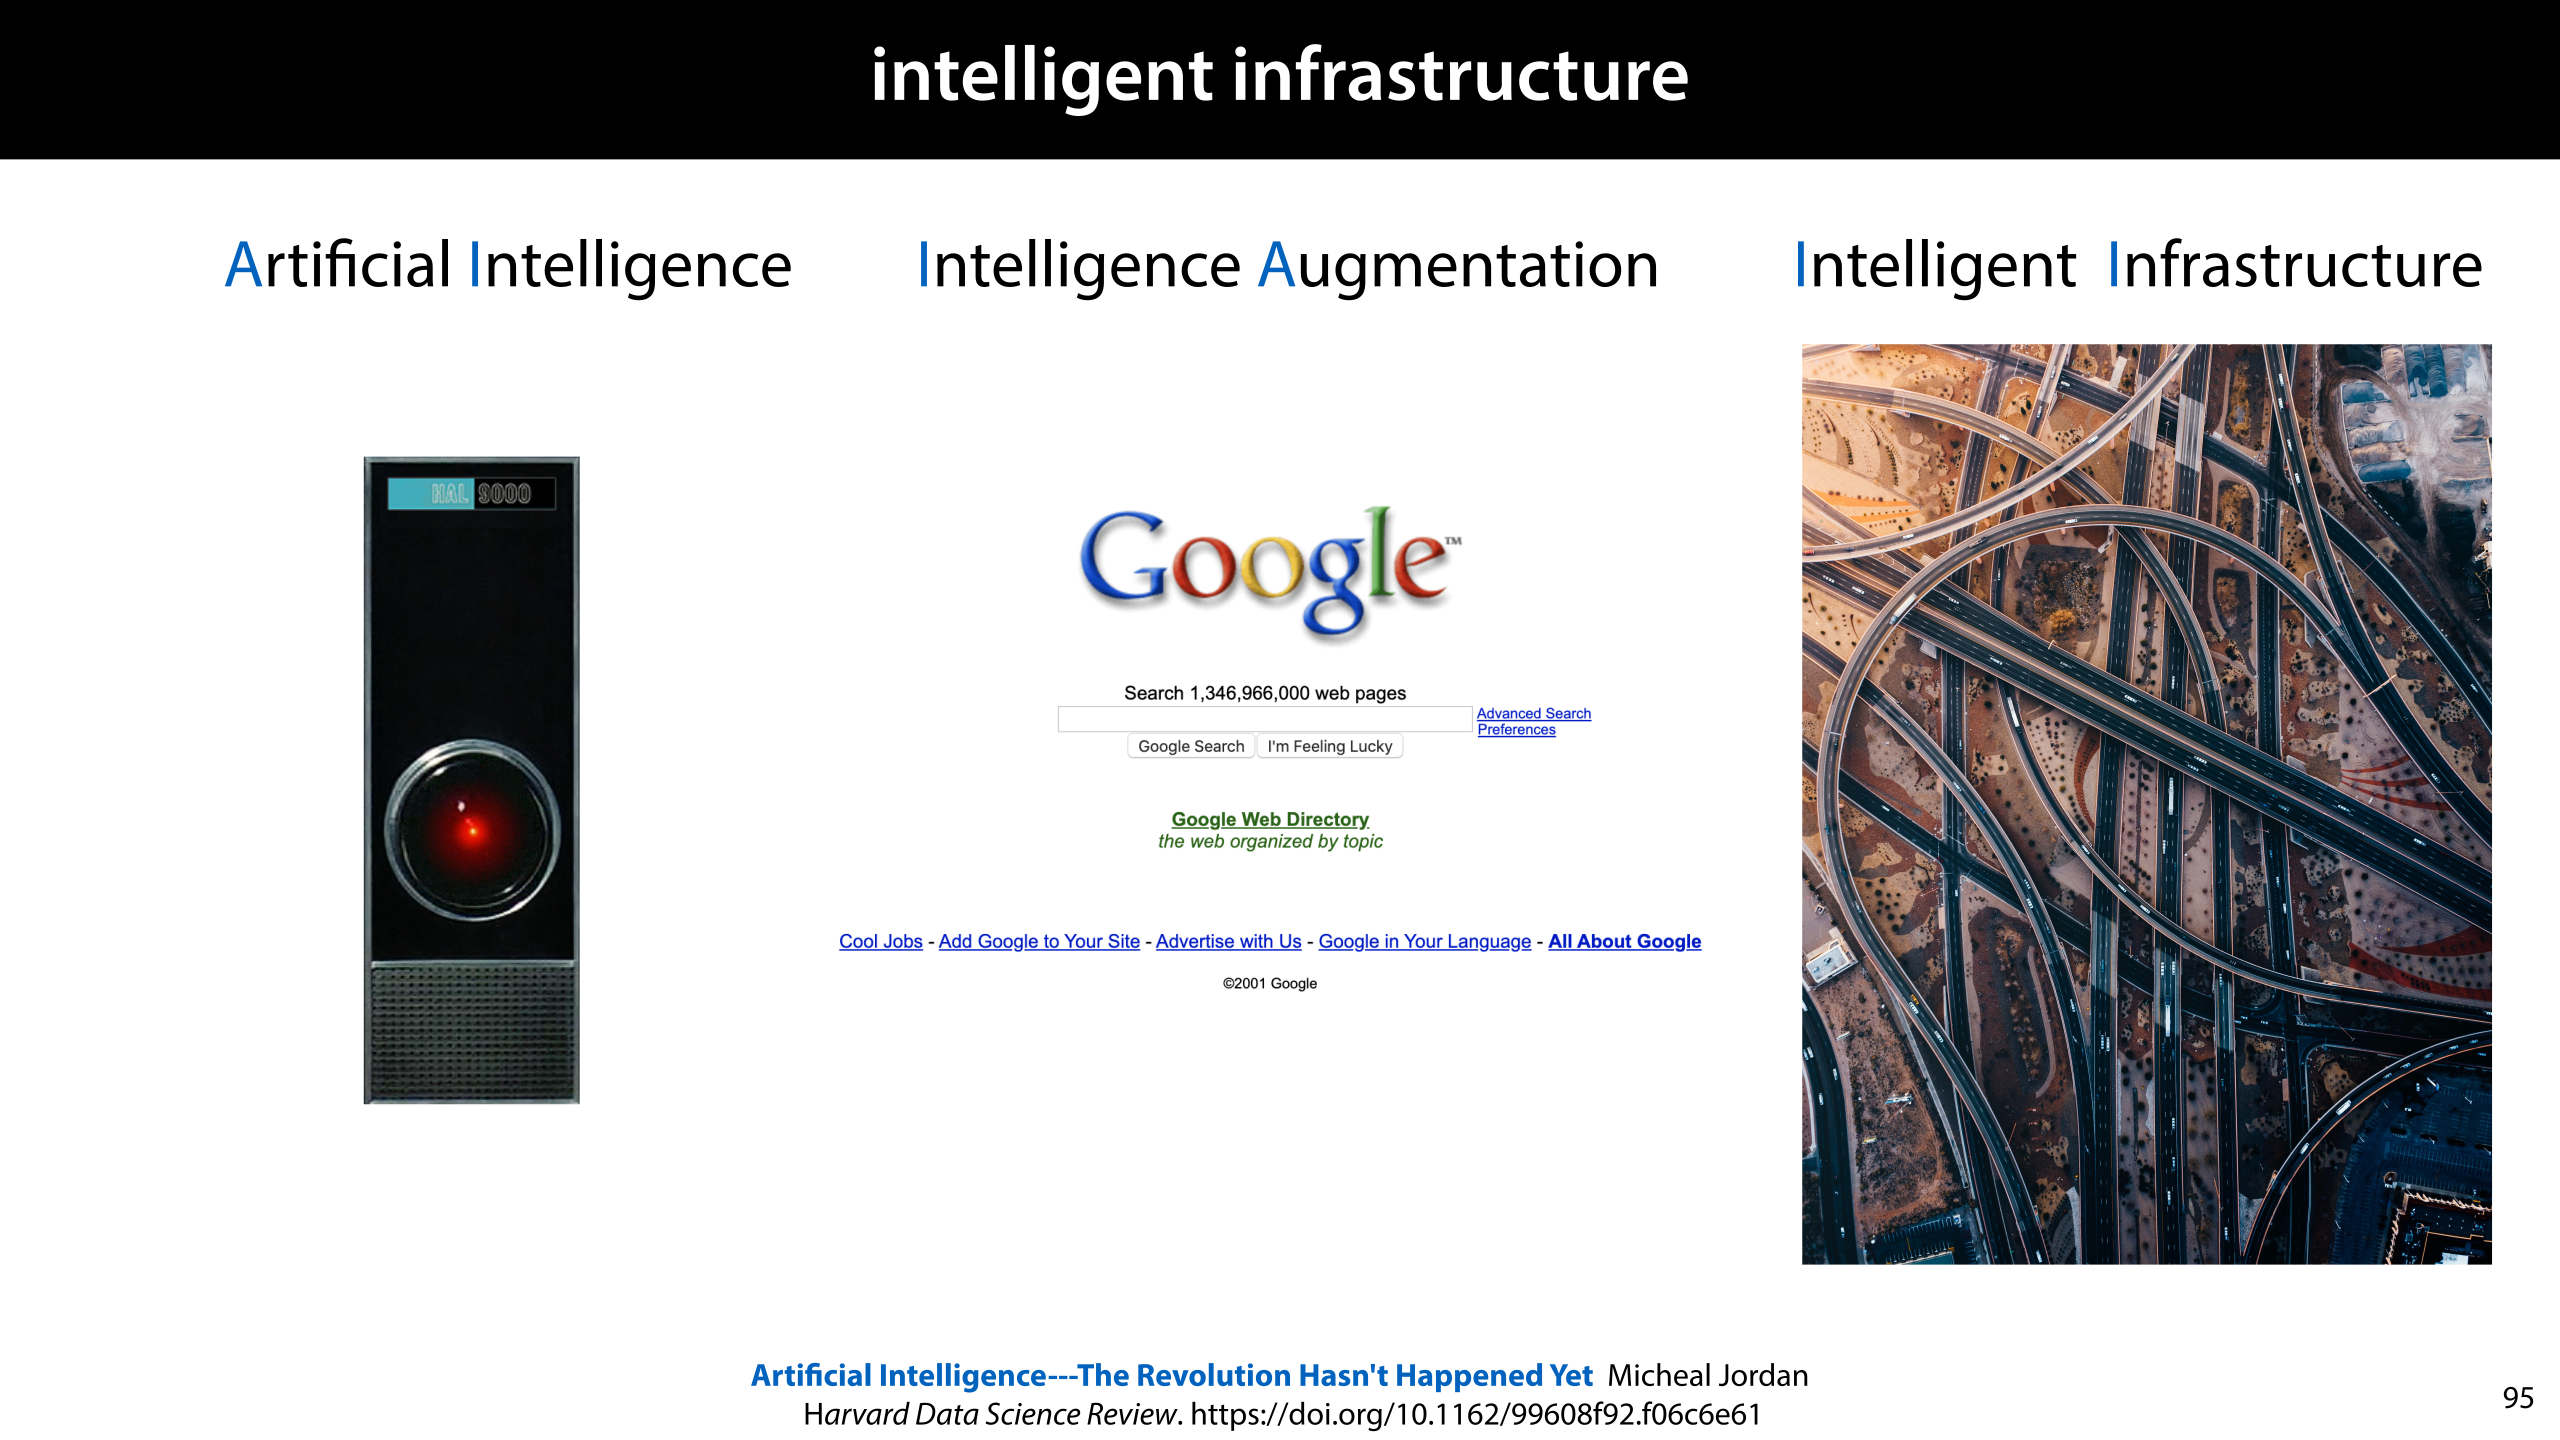 intelligent infrastructure
Artificial Intelligence
Intelligence Augmentation
Intelligent Infrastructure
HAL 9000
Google™
Search 1,346,966,000 web pages
Advanced Search
Preferences
Google Search I'm Feeling Lucky
Google Web Directory
the web organized by topic
Cool Jobs - Add Google to Your Site - Advertise with Us - Google in Your Language - All About Google
©2001 Google
Artificial Intelligence---The Revolution Hasn't Happened Yet Micheal Jordan
Harvard Data Science Review. https://doi.org/10.1162/99608f92.f06c6e61
95